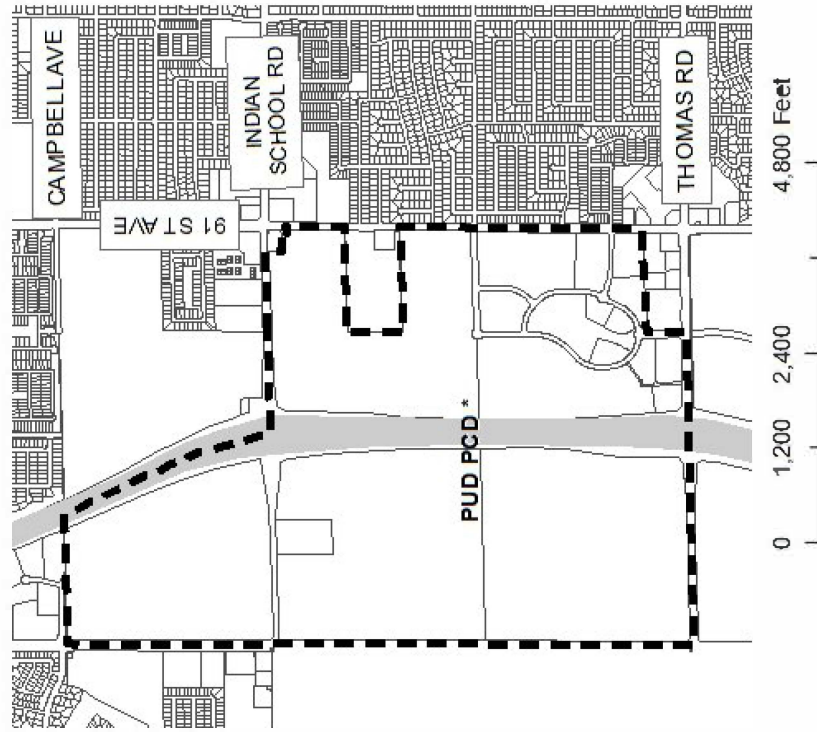 CAMPBELL AVE
91 ST AVE
INDIAN
SCHOOL RD
THOMAS RD
PUD PCD *
0 1,200 2,400 4,800 Feet